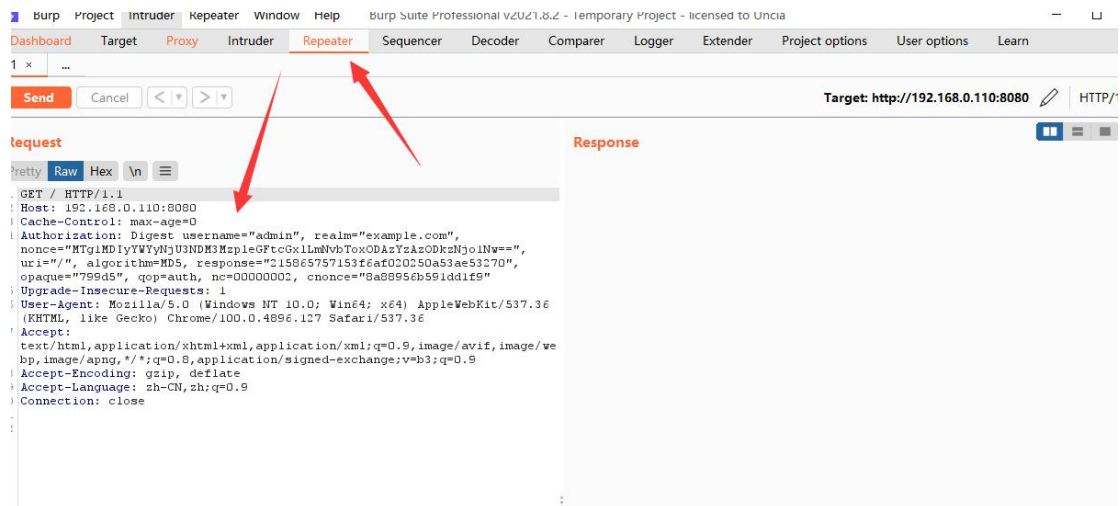 Burp Project Intruder Repeater Window Help Burp Suite Professional v2021.8.2 - Temporary Project - licensed to Uncia
Dashboard Target Proxy Intruder Repeater Sequencer Decoder Comparer Logger Extender Project options User options Learn
1 × ...
Send Cancel < > Target: http://192.168.0.110:8080 HTTP/1
Request Response
Pretty Raw Hex \n
GET / HTTP/1.1
Host: 192.168.0.110:8080
Cache-Control: max-age=0
Authorization: Digest username="admin", realm="example.com",
uri="/", algorithm=MD5, response="215865757153f6af020250a53ae53270",
opaque="799d5", qop=auth, nc=00000002, cnonce="8a88956b591dd1f9"
Upgrade-Insecure-Requests: 1
User-Agent: Mozilla/5.0 (Windows NT 10.0; Win64; x64) AppleWebKit/537.36
(KHTML, like Gecko) Chrome/100.0.4896.127 Safari/537.36
Accept:
text/html,application/xhtml+xml,application/xml;q=0.9,image/avif,image/we
bp,image/apng,*/*;q=0.8,application/signed-exchange;v=b3;q=0.9
Accept-Encoding: gzip, deflate
Accept-Language: zh-CN,zh;q=0.9
Connection: close